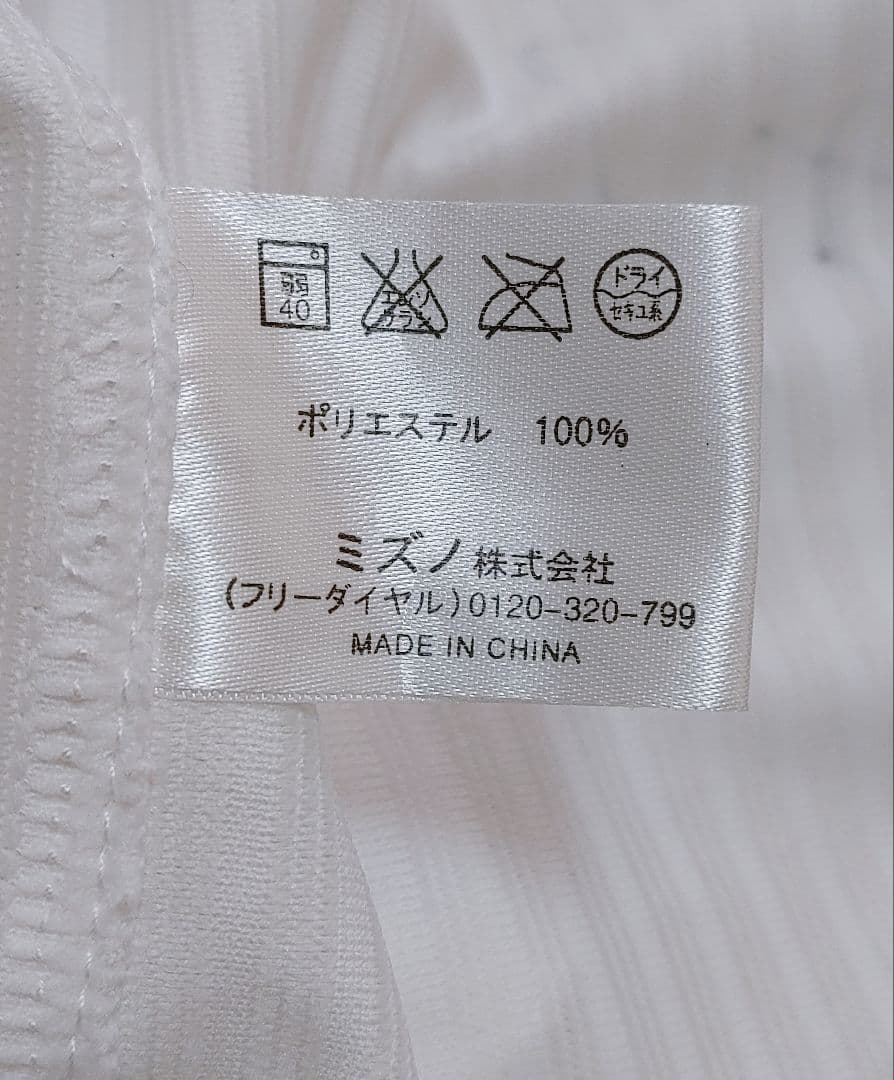 弱 40
エンソ
サラシ
ドライ
セキユ系
ポリエステル 100%
ミズノ株式会社
(フリーダイヤル)0120-320-799
MADE IN CHINA